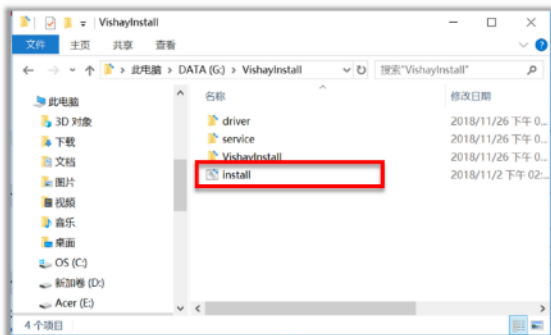 VishayInstall
文件 主页 共享 查看
此电脑 > DATA (G:) > VishayInstall 搜索"VishayInstall"
此电脑
3D 对象
下载
文档
图片
视频
音乐
桌面
OS (C:)
新加卷 (D:)
Acer (E:)
名称 修改日期
driver 2018/11/26 下午 0...
service 2018/11/26 下午 0...
VishayInstall 2018/11/26 下午 0...
install 2018/11/2 下午 02:...
4 个项目